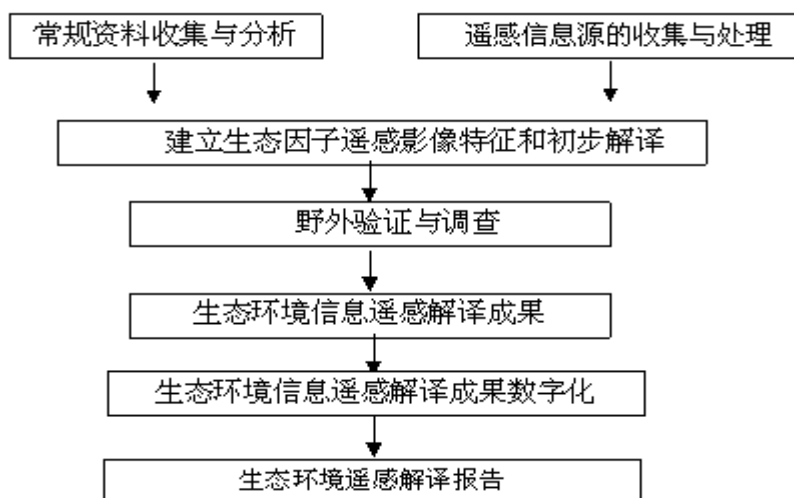 常规资料收集与分析
遥感信息源的收集与处理
建立生态因子遥感影像特征和初步解译
野外验证与调查
生态环境信息遥感解译成果
生态环境信息遥感解译成果数字化
生态环境遥感解译报告